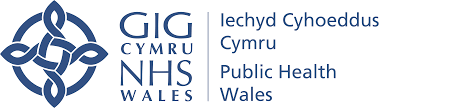 GIG
CYMRU
NHS
WALES
Iechyd Cyhoeddus
Cymru
Public Health
Wales